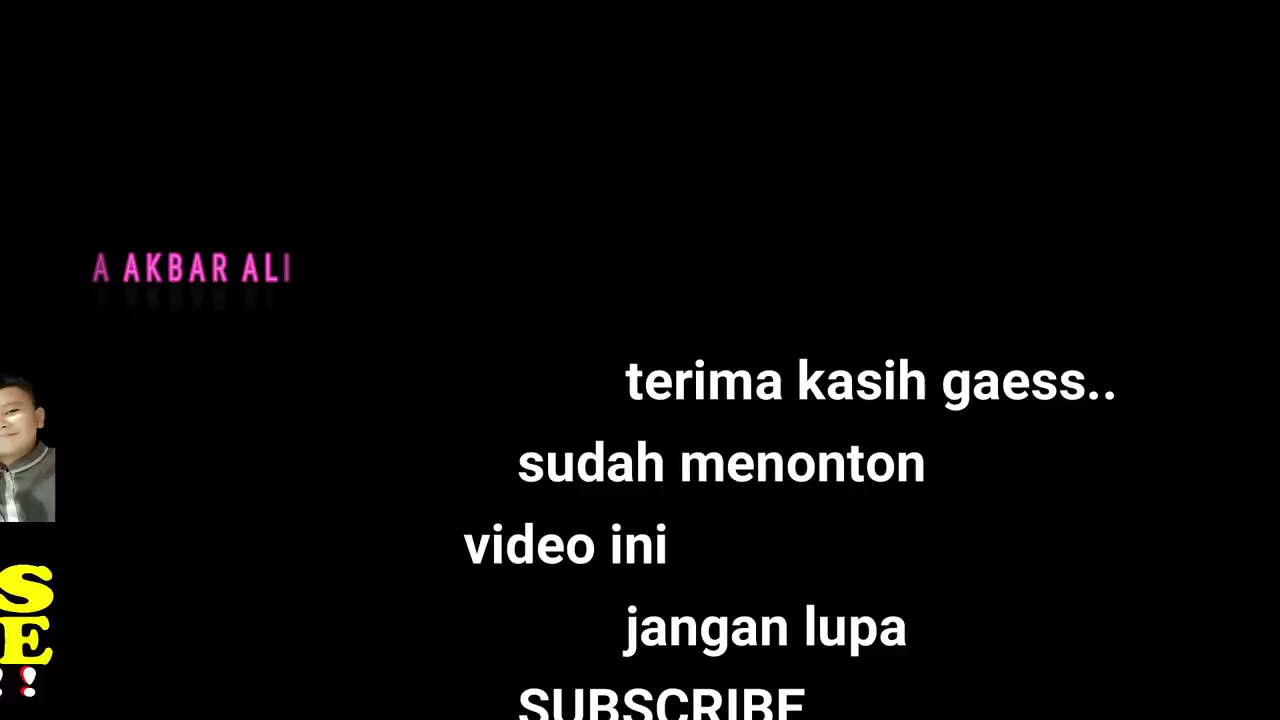 A AKBAR ALI
terima kasih gaess..
sudah menonton
video ini
jangan lupa
SUBSCRIBE
S
E
!!